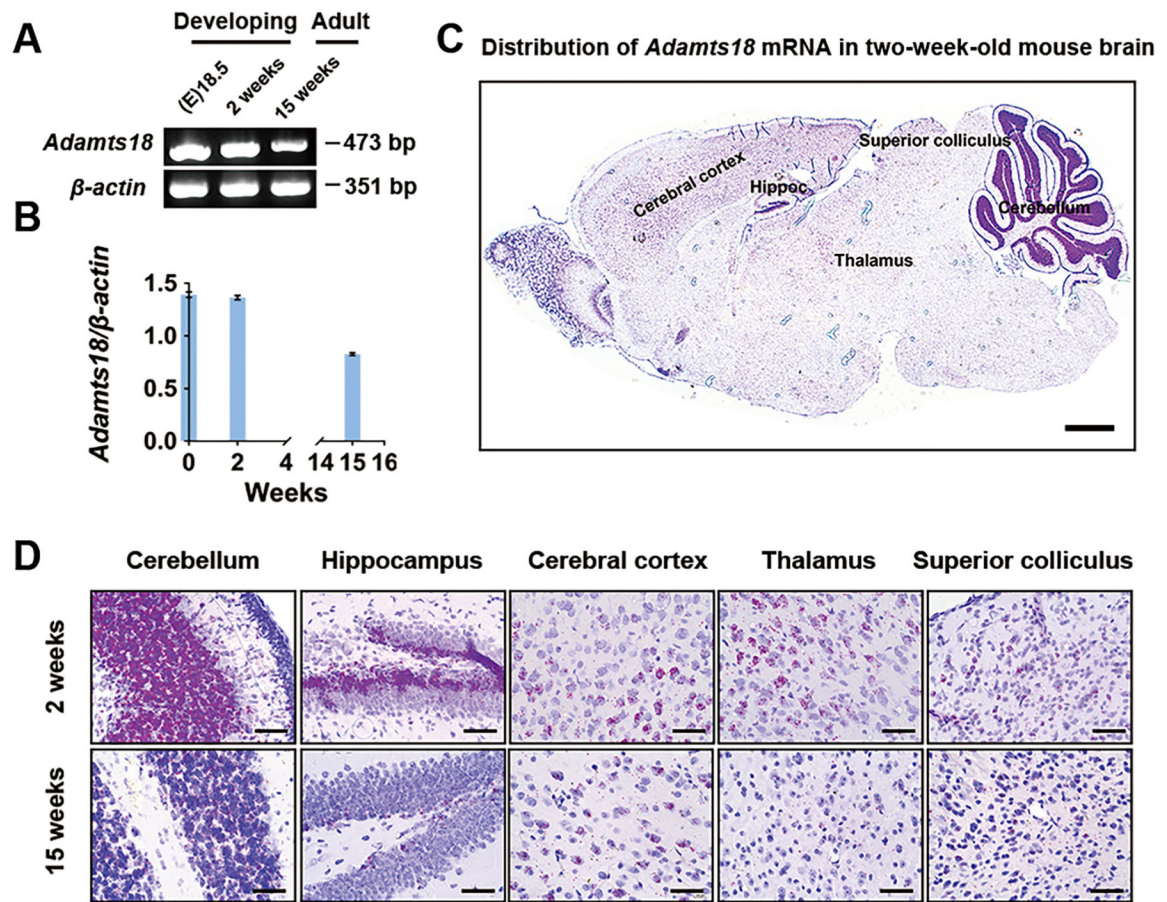 A
Developing
Adult
(E)18.5
2 weeks
15 weeks
Adamts18
473 bp
β-actin
351 bp
B
Adamts18/β-actin
1.5
1.0
0.5
0.0
0 2 4 14 15 16
Weeks
C
Distribution of Adamts18 mRNA in two-week-old mouse brain
Superior colliculus
Cerebral cortex
Hippoc.
Cerebellum
Thalamus
D
Cerebellum
Hippocampus
Cerebral cortex
Thalamus
Superior colliculus
2 weeks
15 weeks